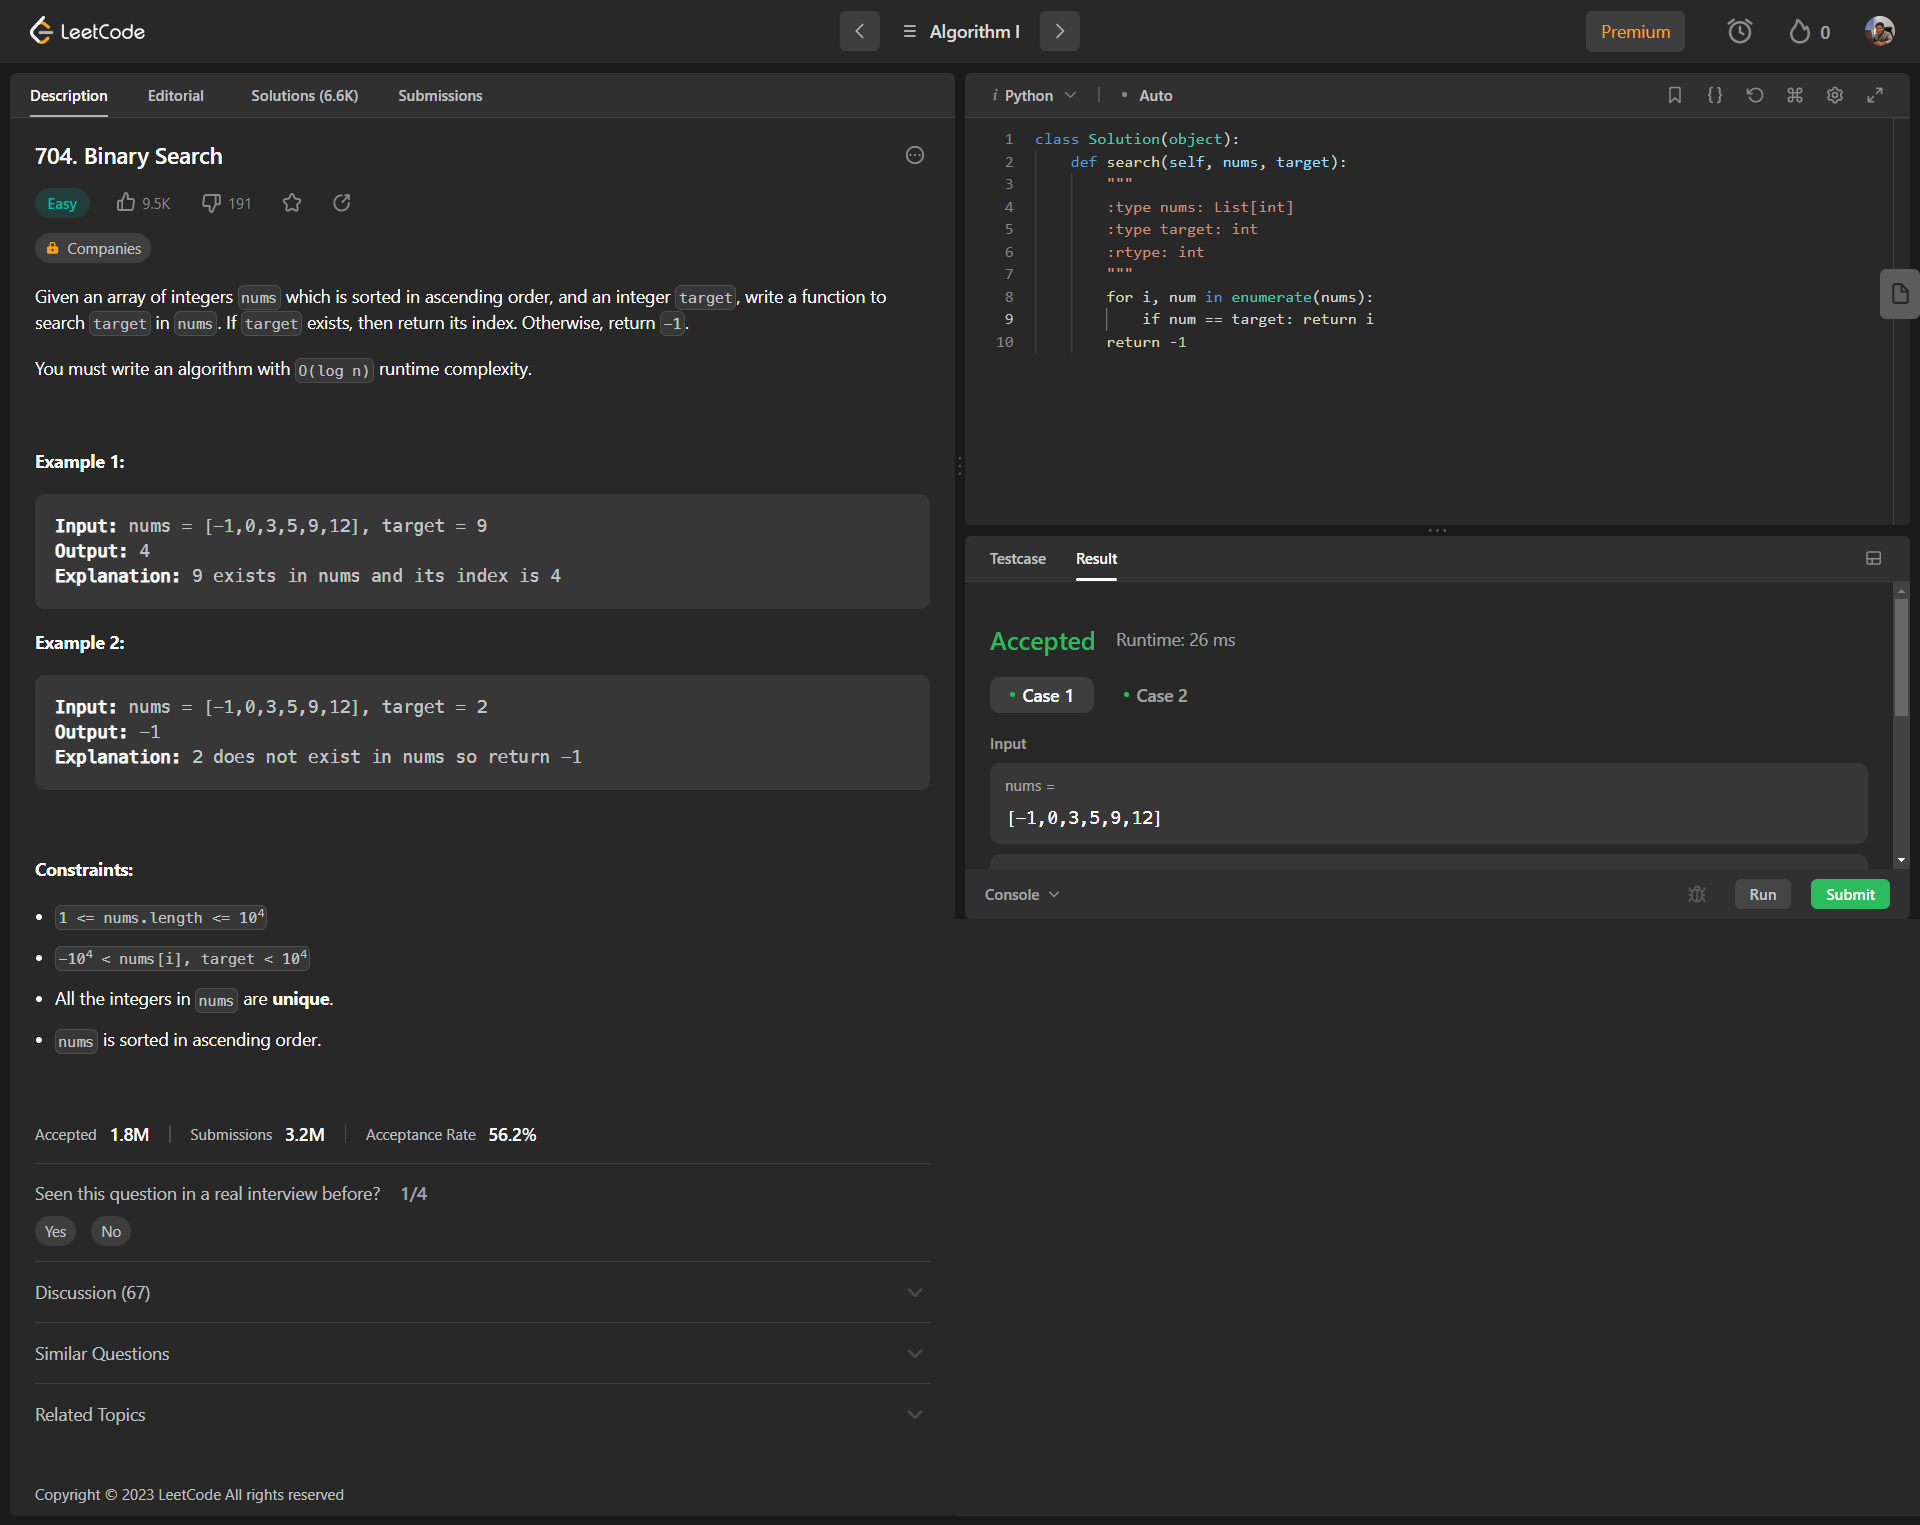 LeetCode
Algorithm I
Premium
0
Description Editorial Solutions (6.6K) Submissions
704. Binary Search
Easy 9.5K 191
Companies
Given an array of integers nums which is sorted in ascending order, and an integer target, write a function to
search target in nums. If target exists, then return its index. Otherwise, return -1.
You must write an algorithm with O(log n) runtime complexity.
Example 1:
Input: nums = [-1,0,3,5,9,12], target = 9
Output: 4
Explanation: 9 exists in nums and its index is 4
Example 2:
Input: nums = [-1,0,3,5,9,12], target = 2
Output: -1
Explanation: 2 does not exist in nums so return -1
Constraints:
• 1 <= nums.length <= 10⁴
• -10⁴ < nums[i], target < 10⁴
• All the integers in nums are unique.
• nums is sorted in ascending order.
Accepted 1.8M | Submissions 3.2M | Acceptance Rate 56.2%
Seen this question in a real interview before? 1/4
Yes No
Discussion (67)
Similar Questions
Related Topics
Copyright © 2023 LeetCode All rights reserved
i Python | • Auto
1 class Solution(object):
2     def search(self, nums, target):
3         """
4         :type nums: List[int]
5         :type target: int
6         :rtype: int
7         """
8         for i, num in enumerate(nums):
9             if num == target: return i
10         return -1
Testcase Result
Accepted Runtime: 26 ms
• Case 1 • Case 2
Input
nums =
[-1,0,3,5,9,12]
Console Run Submit